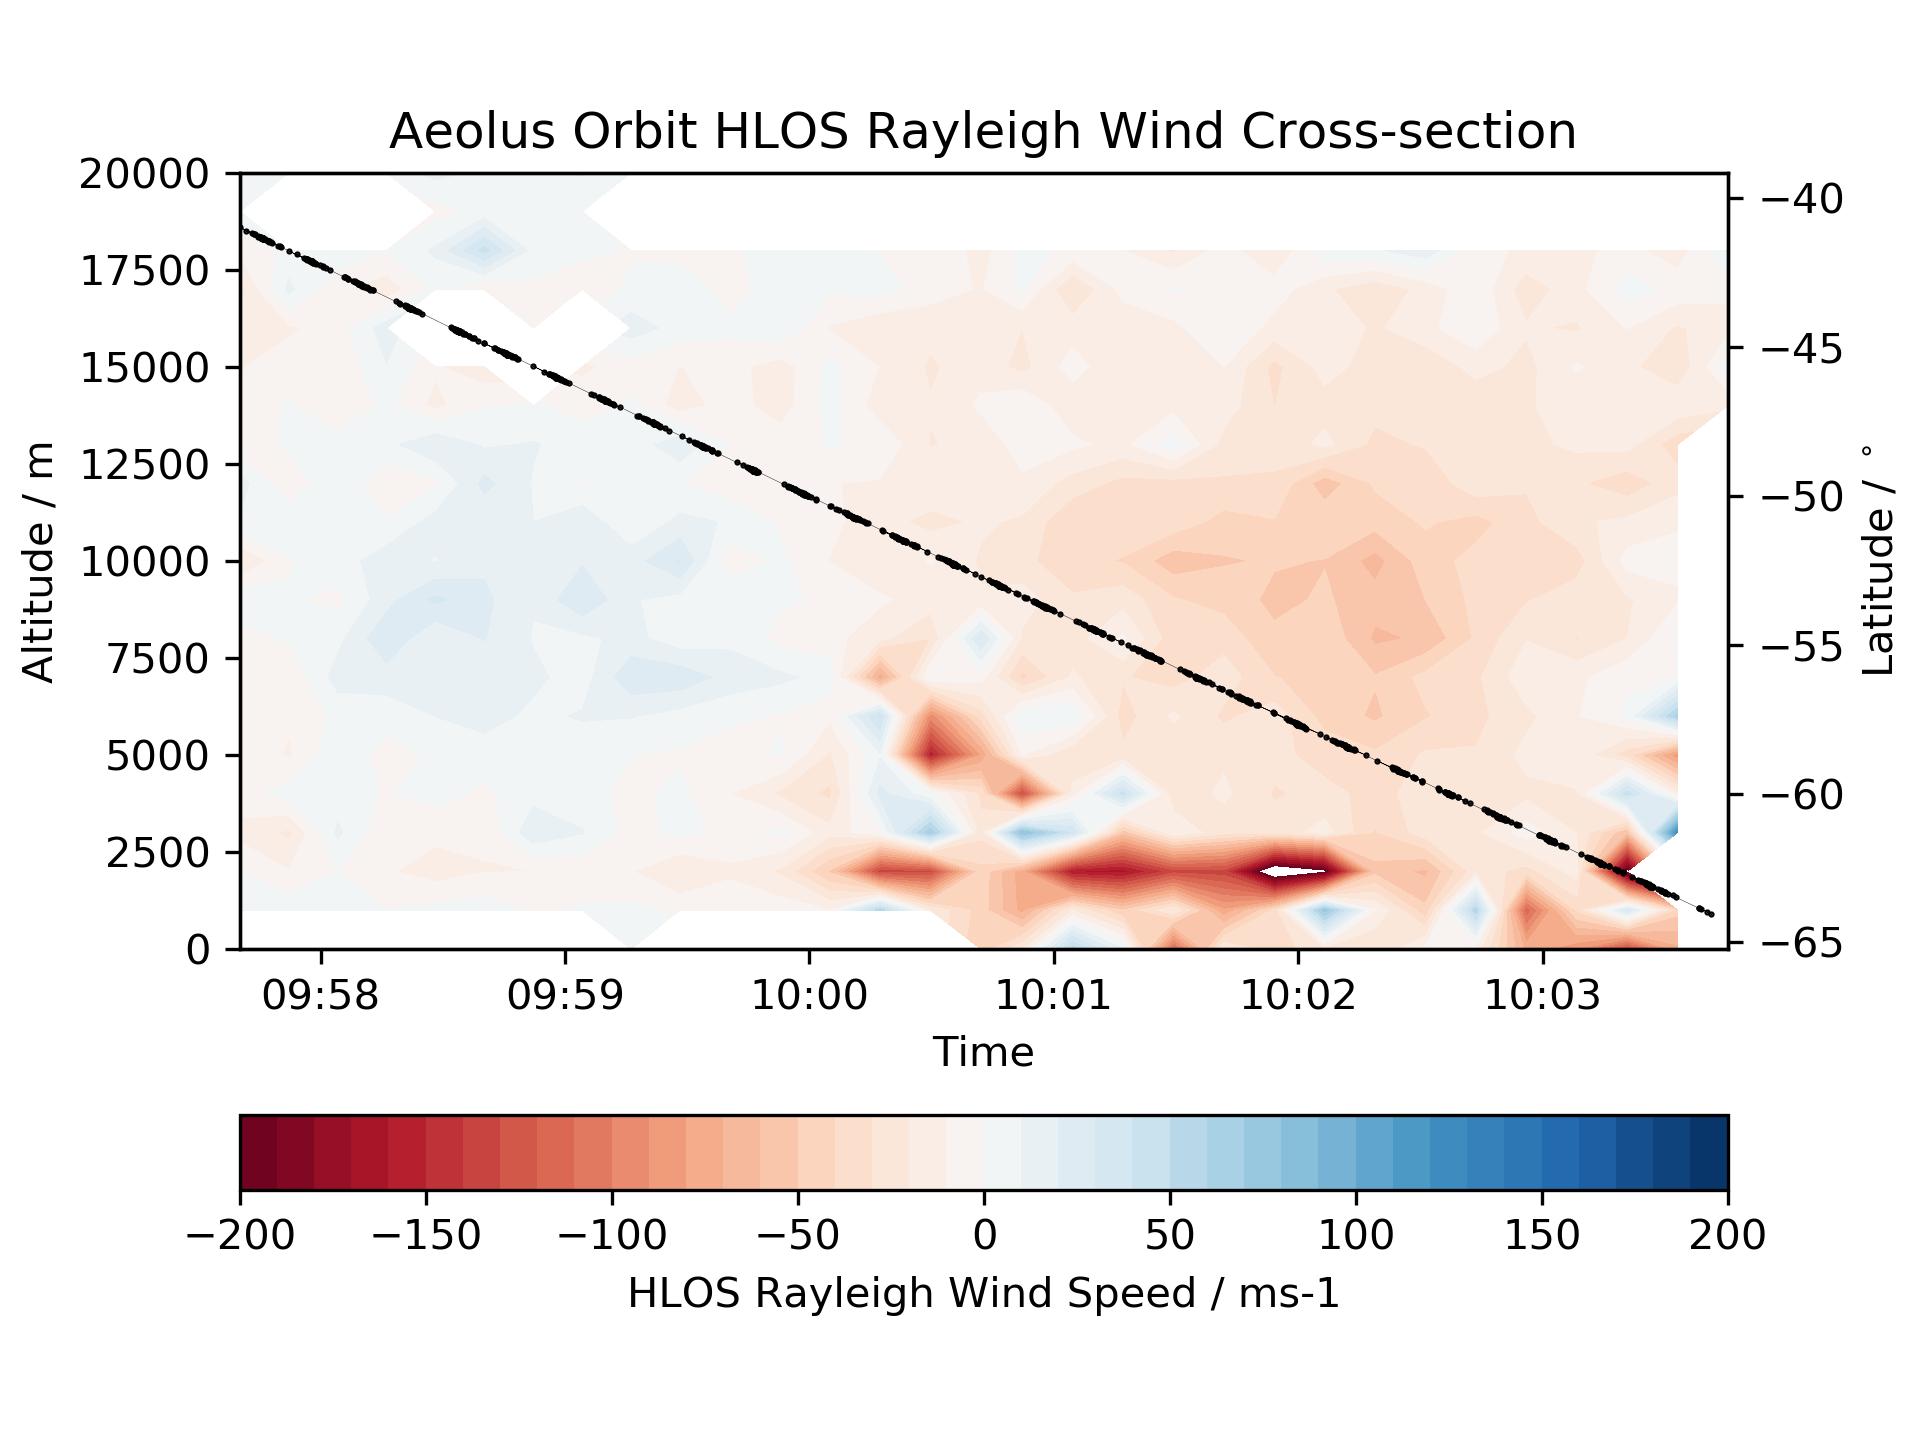 Aeolus Orbit HLOS Rayleigh Wind Cross-section
20000
17500
15000
12500
10000
7500
5000
2500
0
Altitude / m
−40
−45
−50
−55
−60
−65
Latitude / °
09:58 09:59 10:00 10:01 10:02 10:03
Time
−200 −150 −100 −50 0 50 100 150 200
HLOS Rayleigh Wind Speed / ms-1